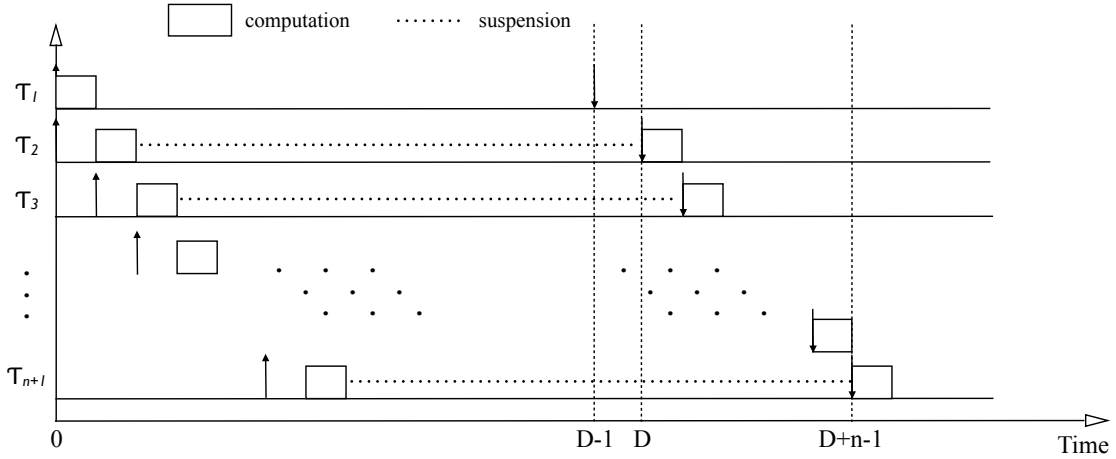 computation suspension
τ1
τ2
τ3
τn+1
0 D-1 D D+n-1 Time